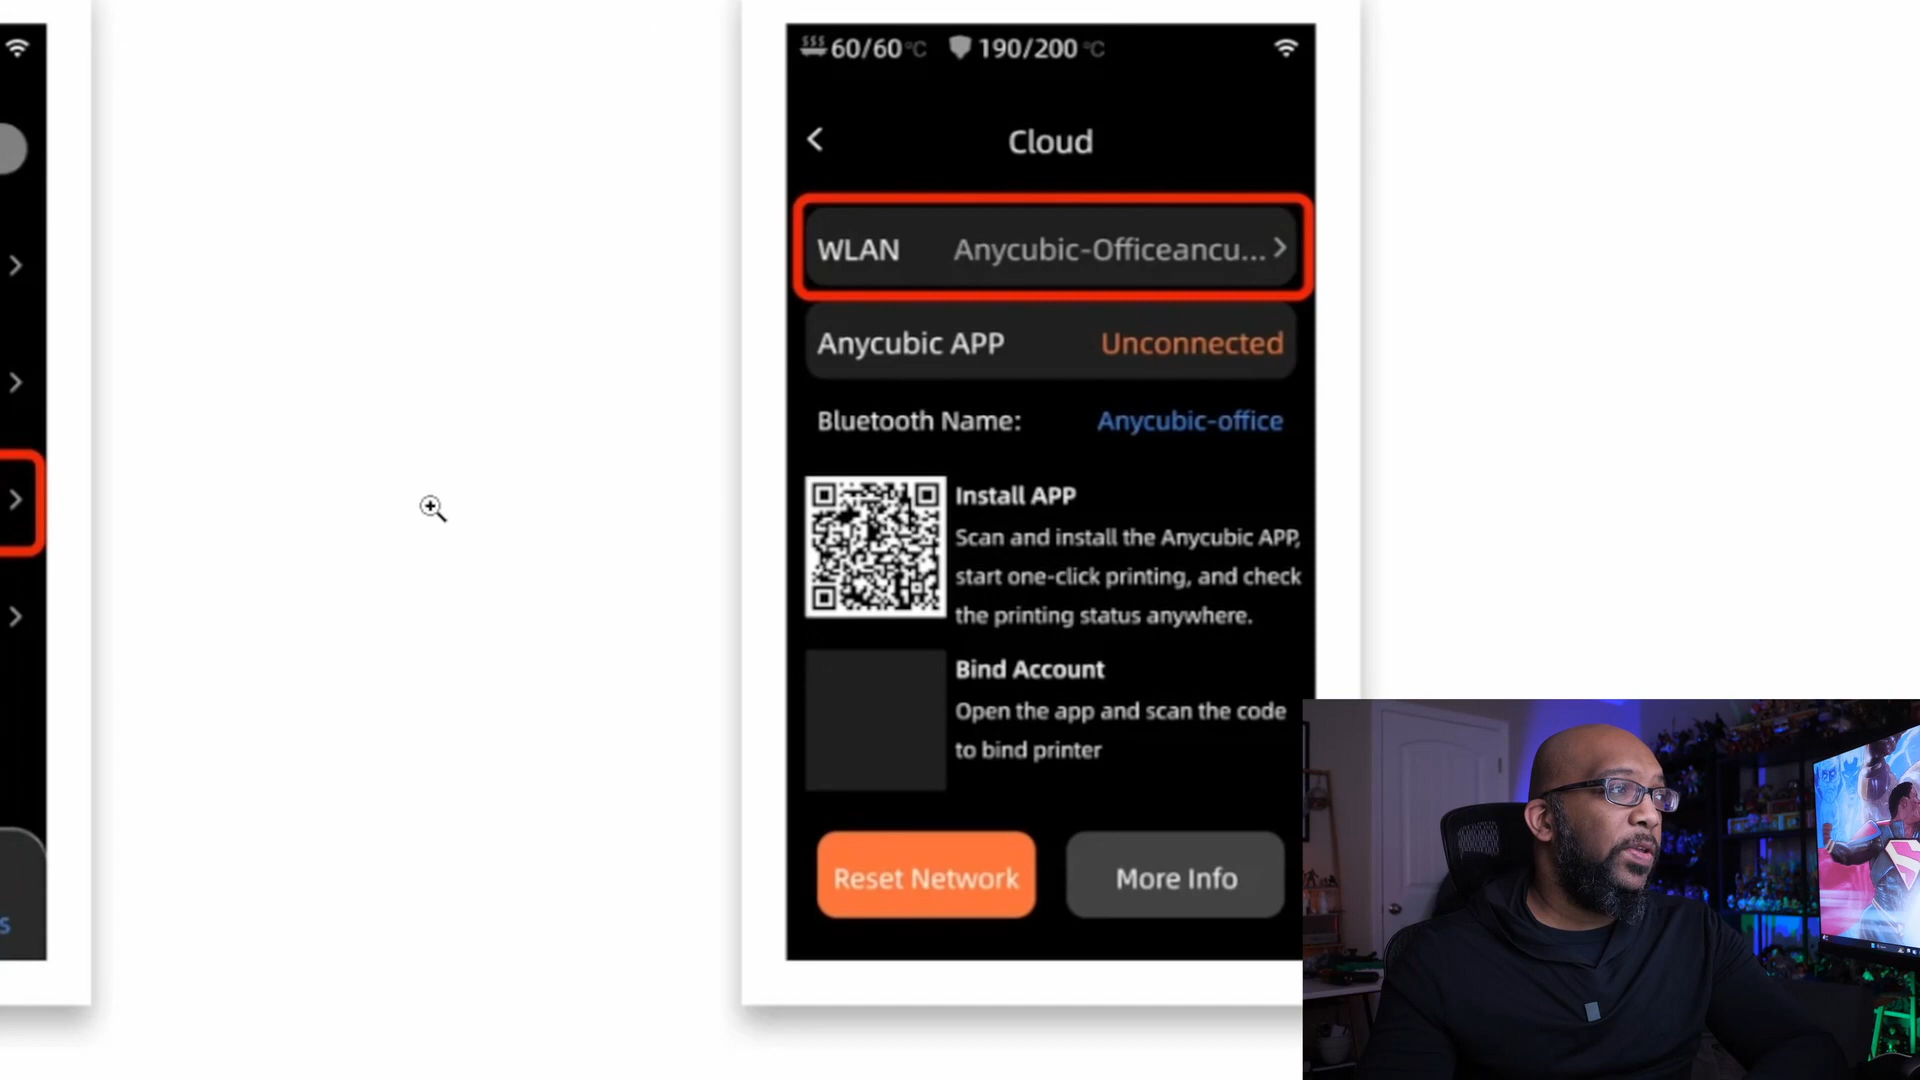 60/60°C 190/200°C
Cloud
WLAN Anycubic-Officeancu...
Anycubic APP Unconnected
Bluetooth Name: Anycubic-office
Install APP
Scan and install the Anycubic APP,
start one-click printing, and check
the printing status anywhere.
Bind Account
Open the app and scan the code
to bind printer
Reset Network More Info
s